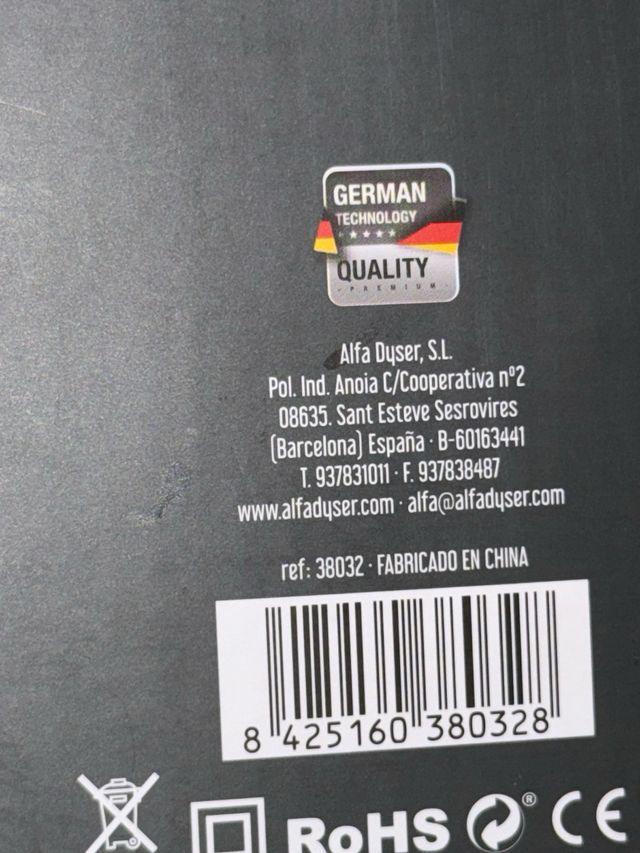 GERMAN
TECHNOLOGY
QUALITY
PREMIUM
Alfa Dyser, S.L.
Pol. Ind. Anoia C/Cooperativa nº2
08635. Sant Esteve Sesrovires
(Barcelona) España · B-60163441
T. 937831011 · F. 937838487
www.alfadyser.com · alfa@alfadyser.com
ref: 38032 · FABRICADO EN CHINA
8 425160 380328
RoHS ® CE